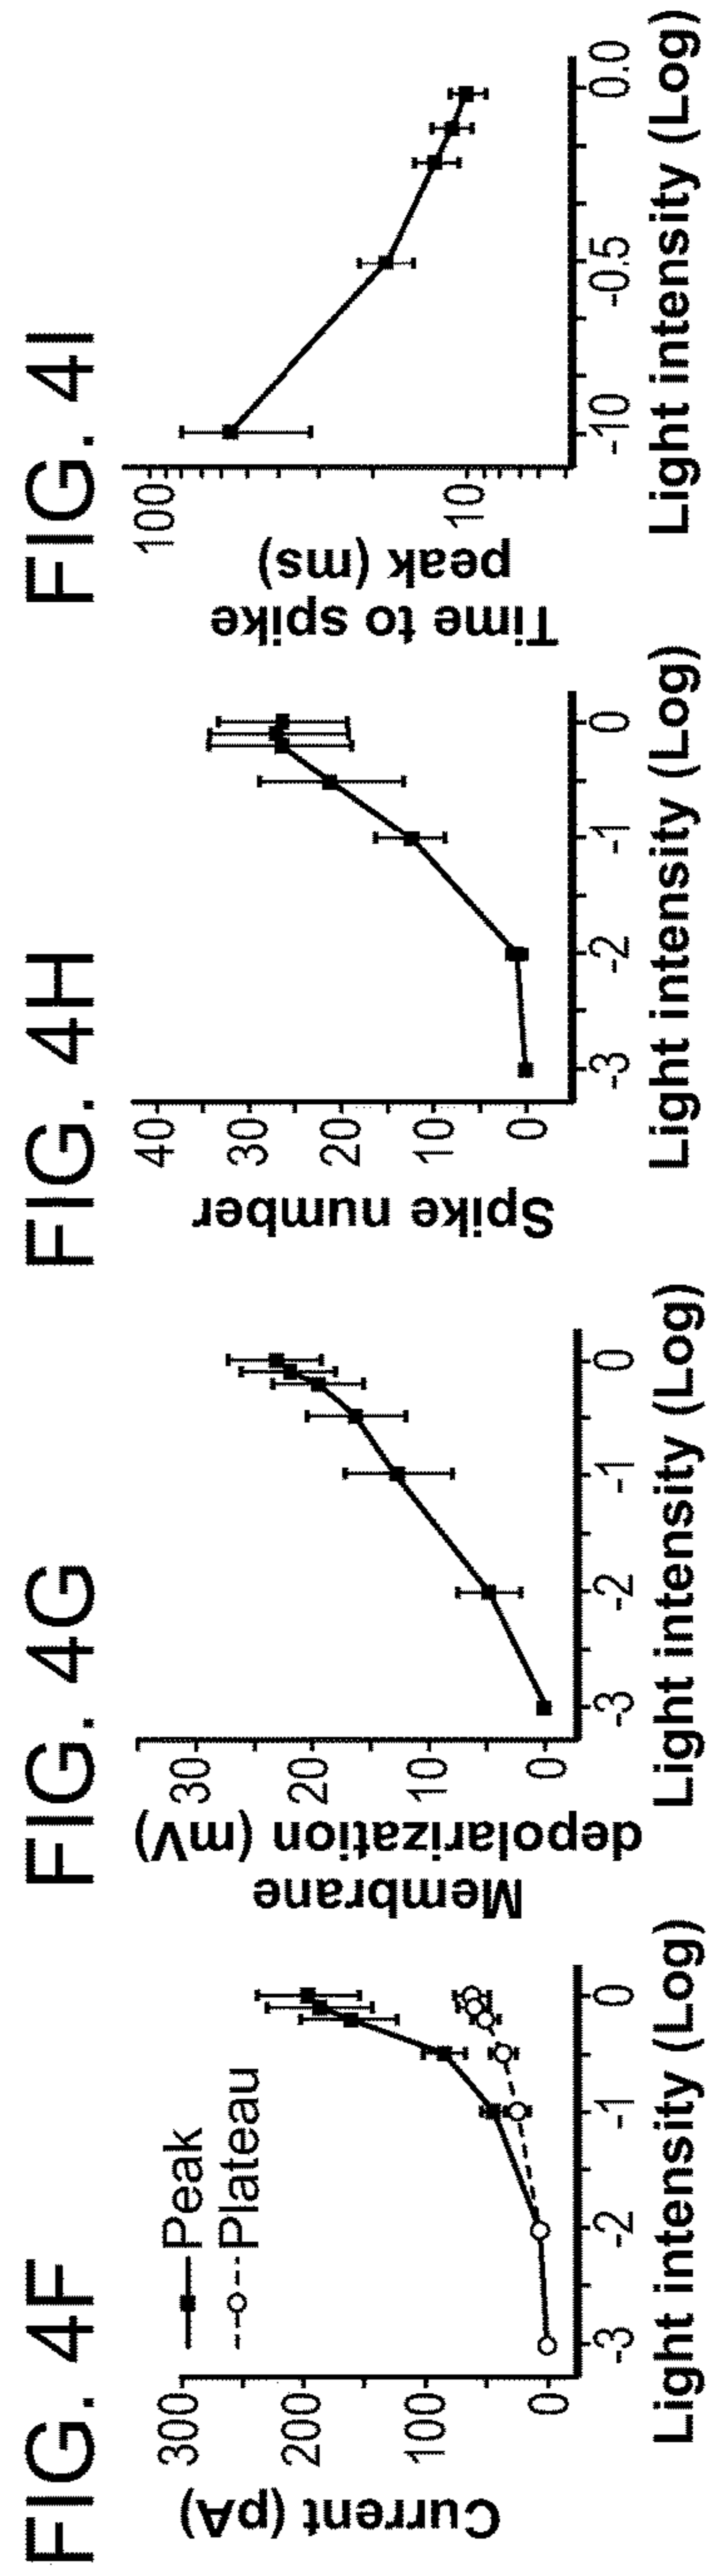 FIG. 4F
Current (pA)
300
200
100
0
Peak
Plateau
-3
-2
-1
0
Light intensity (Log)
FIG. 4G
Membrane
depolarization (mV)
30
20
10
0
-3
-2
-1
0
Light intensity (Log)
FIG. 4H
Spike number
40
30
20
10
0
-3
-2
-1
0
Light intensity (Log)
FIG. 4I
Time to spike
peak (ms)
100
10
-10
-0.5
0.0
Light intensity (Log)